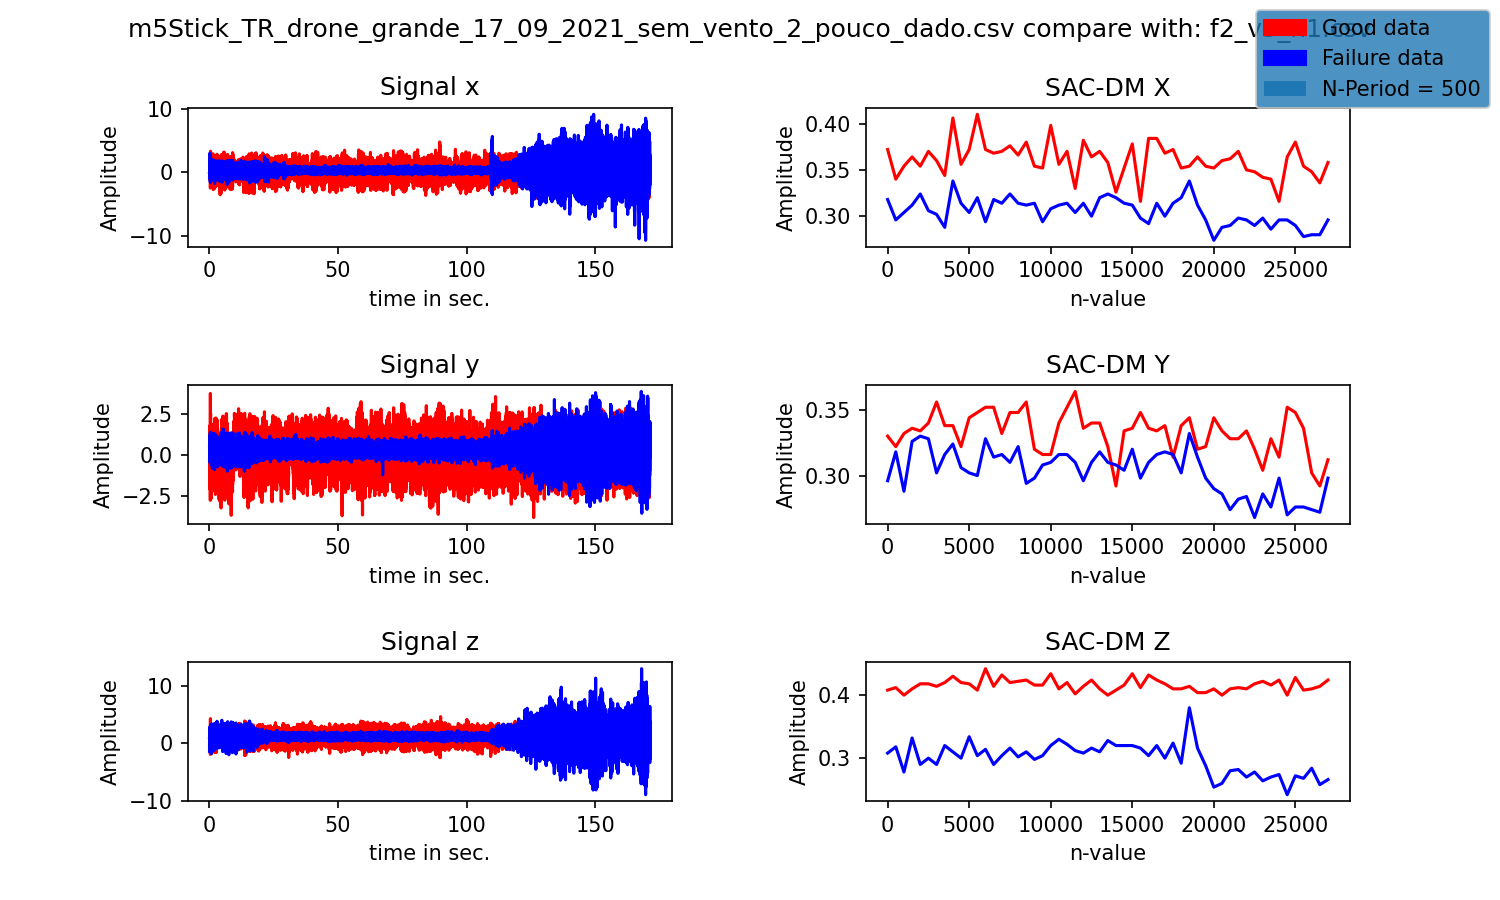 m5Stick_TR_drone_grande_17_09_2021_sem_vento_2_pouco_dado.csv compare with:
Good data
Failure data
N-Period = 500
Signal x
SAC-DM X
Amplitude
10
0
−10
0 50 100 150
time in sec.
Amplitude
0.40
0.35
0.30
0 5000 10000 15000 20000 25000
n-value
Signal y
SAC-DM Y
Amplitude
2.5
0.0
−2.5
0 50 100 150
time in sec.
Amplitude
0.35
0.30
0 5000 10000 15000 20000 25000
n-value
Signal z
SAC-DM Z
Amplitude
10
0
−10
0 50 100 150
time in sec.
Amplitude
0.4
0.3
0 5000 10000 15000 20000 25000
n-value